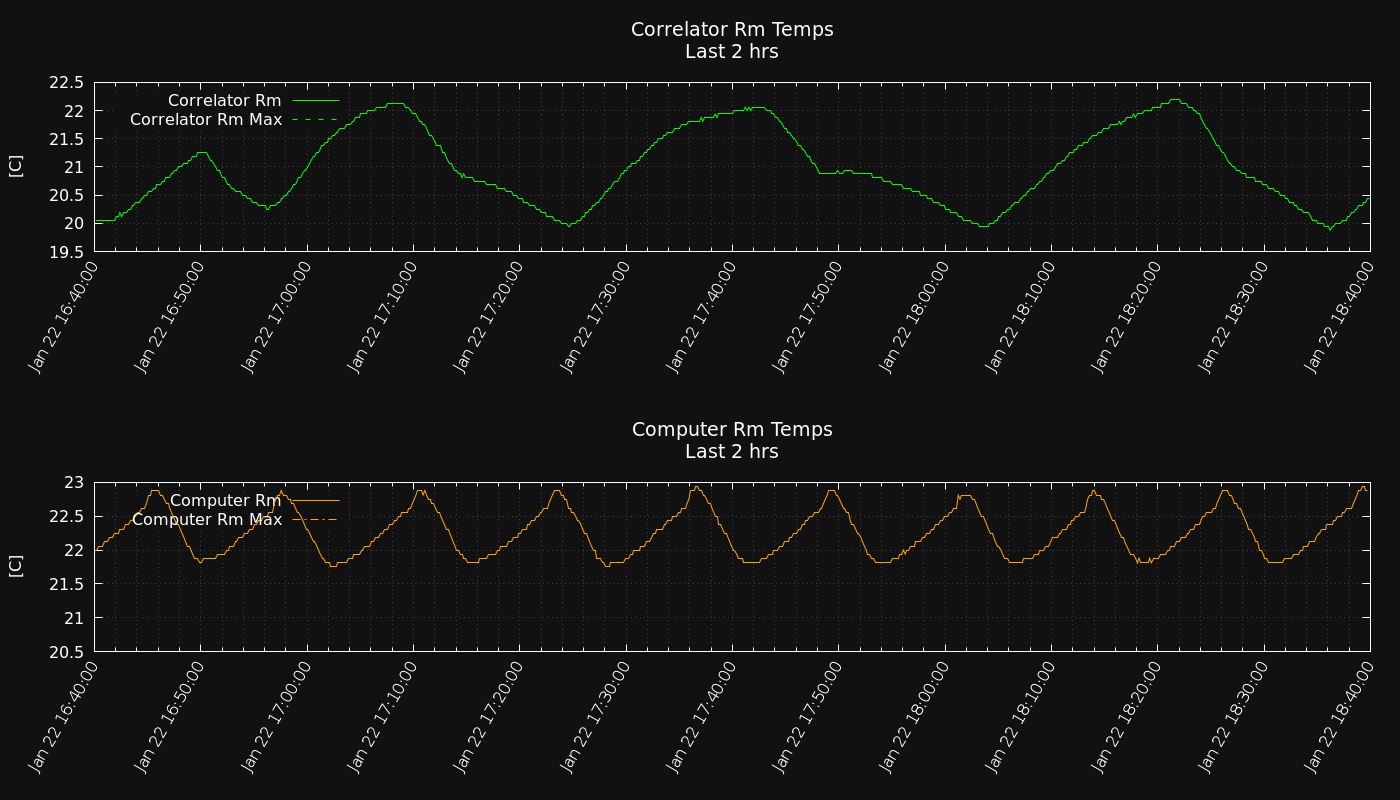 Correlator Rm Temps
Last 2 hrs
22.5
22
21.5
21
20.5
20
19.5
[C]
Correlator Rm
Correlator Rm Max
Jan 22 16:40:00
Jan 22 16:50:00
Jan 22 17:00:00
Jan 22 17:10:00
Jan 22 17:20:00
Jan 22 17:30:00
Jan 22 17:40:00
Jan 22 17:50:00
Jan 22 18:00:00
Jan 22 18:10:00
Jan 22 18:20:00
Jan 22 18:30:00
Jan 22 18:40:00
Computer Rm Temps
Last 2 hrs
23
22.5
22
21.5
21
20.5
[C]
Computer Rm
Computer Rm Max
Jan 22 16:40:00
Jan 22 16:50:00
Jan 22 17:00:00
Jan 22 17:10:00
Jan 22 17:20:00
Jan 22 17:30:00
Jan 22 17:40:00
Jan 22 17:50:00
Jan 22 18:00:00
Jan 22 18:10:00
Jan 22 18:20:00
Jan 22 18:30:00
Jan 22 18:40:00